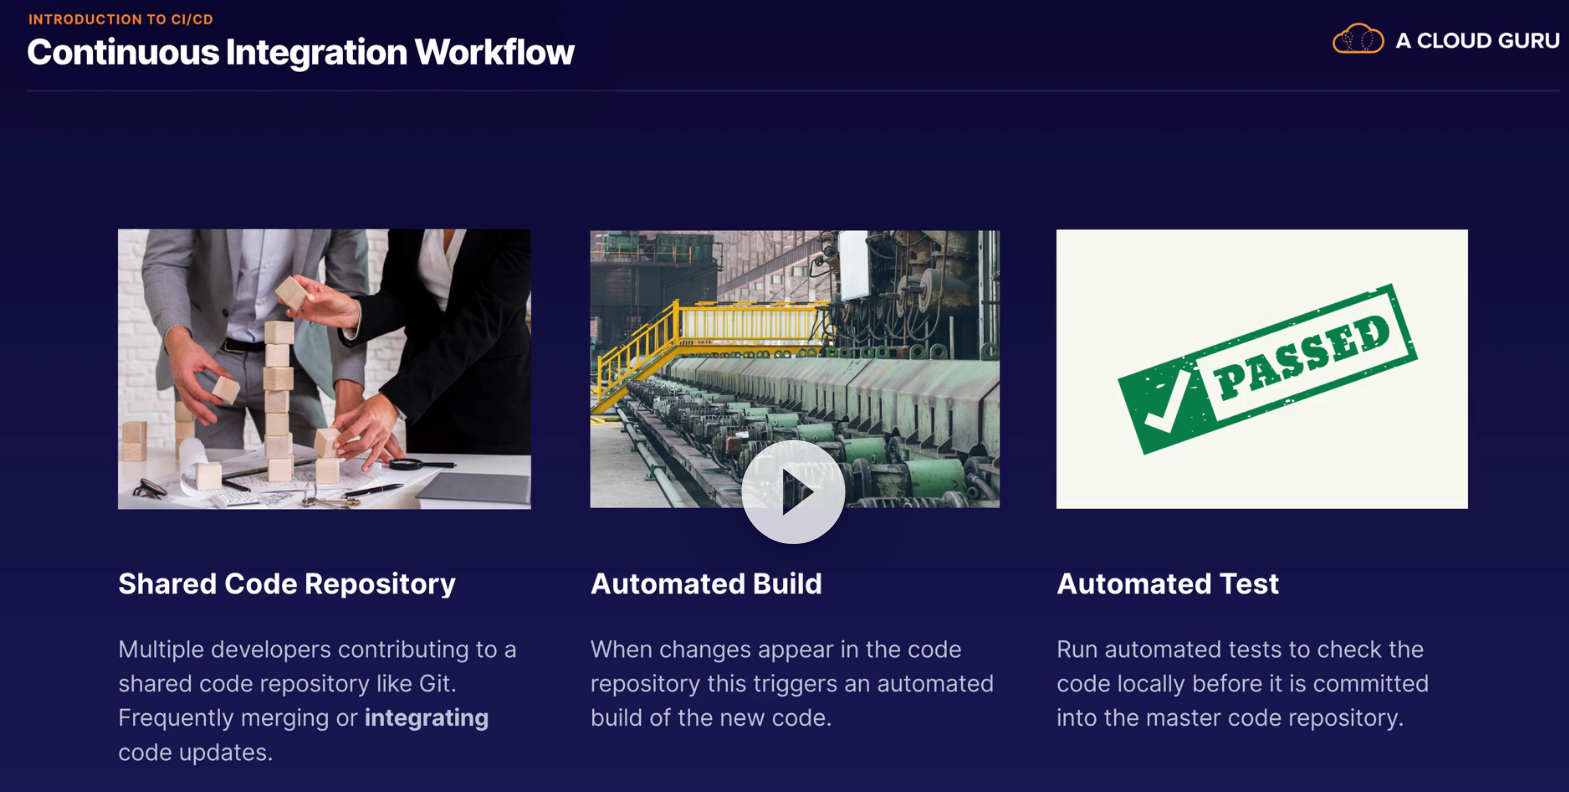 INTRODUCTION TO CI/CD
Continuous Integration Workflow
A CLOUD GURU
PASSED
Shared Code Repository
Multiple developers contributing to a
shared code repository like Git.
Frequently merging or integrating
code updates.
Automated Build
When changes appear in the code
repository this triggers an automated
build of the new code.
Automated Test
Run automated tests to check the
code locally before it is committed
into the master code repository.